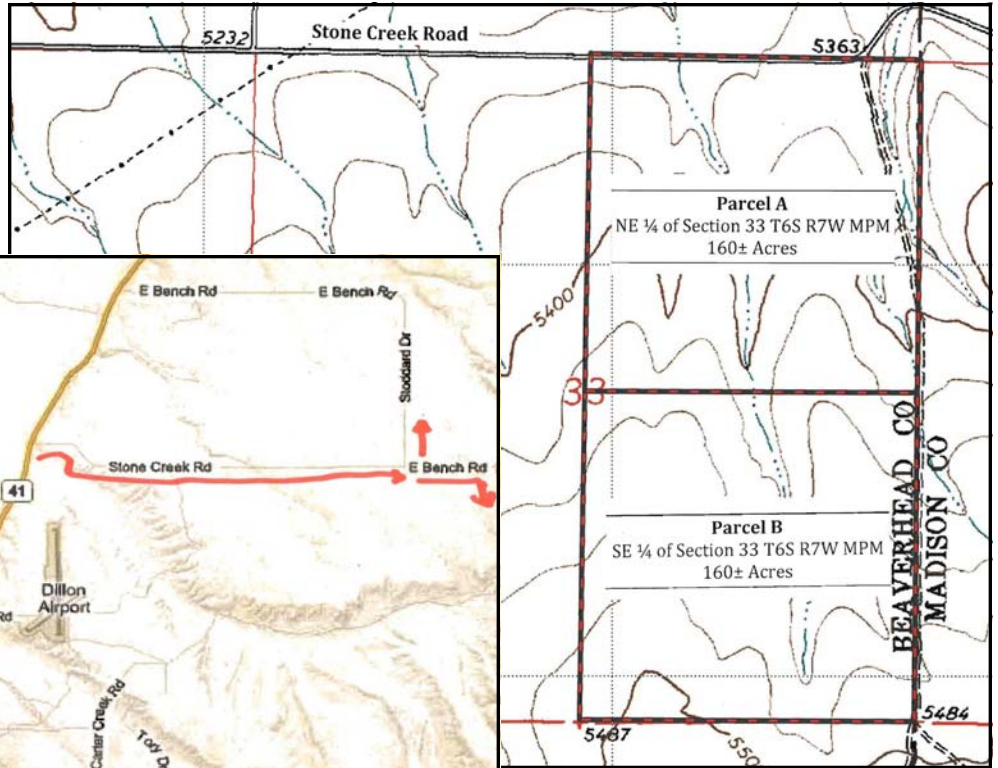 5232
Stone Creek Road
5363
Parcel A
NE ¼ of Section 33 T6S R7W MPM
160± Acres
5400
33
Parcel B
SE ¼ of Section 33 T6S R7W MPM
160± Acres
BEAVERHEAD CO
MADISON CO
5484
5487
550
E Bench Rd
E Bench Rd
Stoddard Dr
Stone Creek Rd
E Bench Rd
41
Dillon
Airport
Rd
Carter Creek Rd